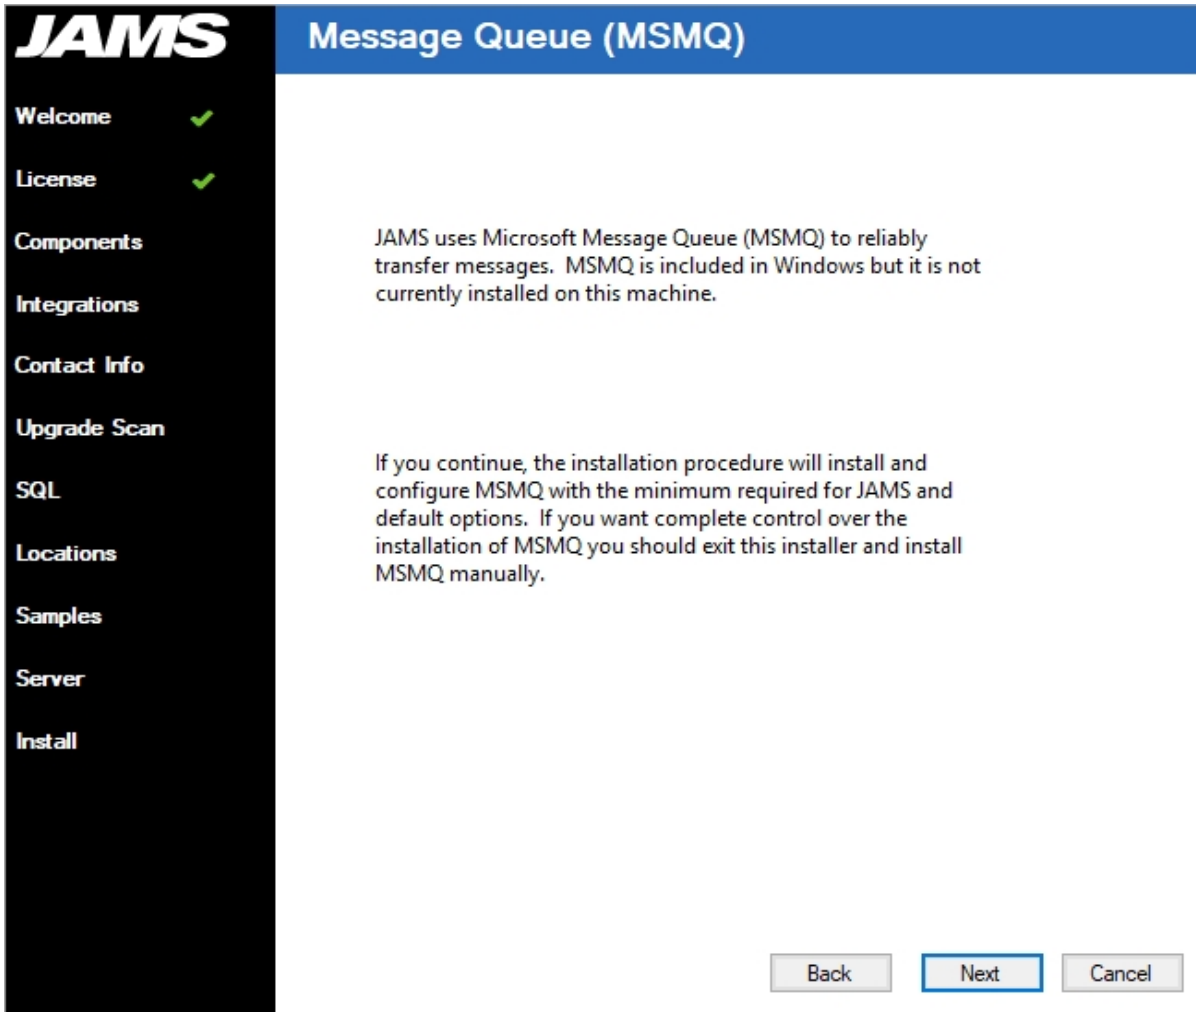 JAMS
Message Queue (MSMQ)
Welcome
License
Components
Integrations
Contact Info
Upgrade Scan
SQL
Locations
Samples
Server
Install
JAMS uses Microsoft Message Queue (MSMQ) to reliably
transfer messages.  MSMQ is included in Windows but it is not
currently installed on this machine.
If you continue, the installation procedure will install and
configure MSMQ with the minimum required for JAMS and
default options.  If you want complete control over the
installation of MSMQ you should exit this installer and install
MSMQ manually.
Back
Next
Cancel